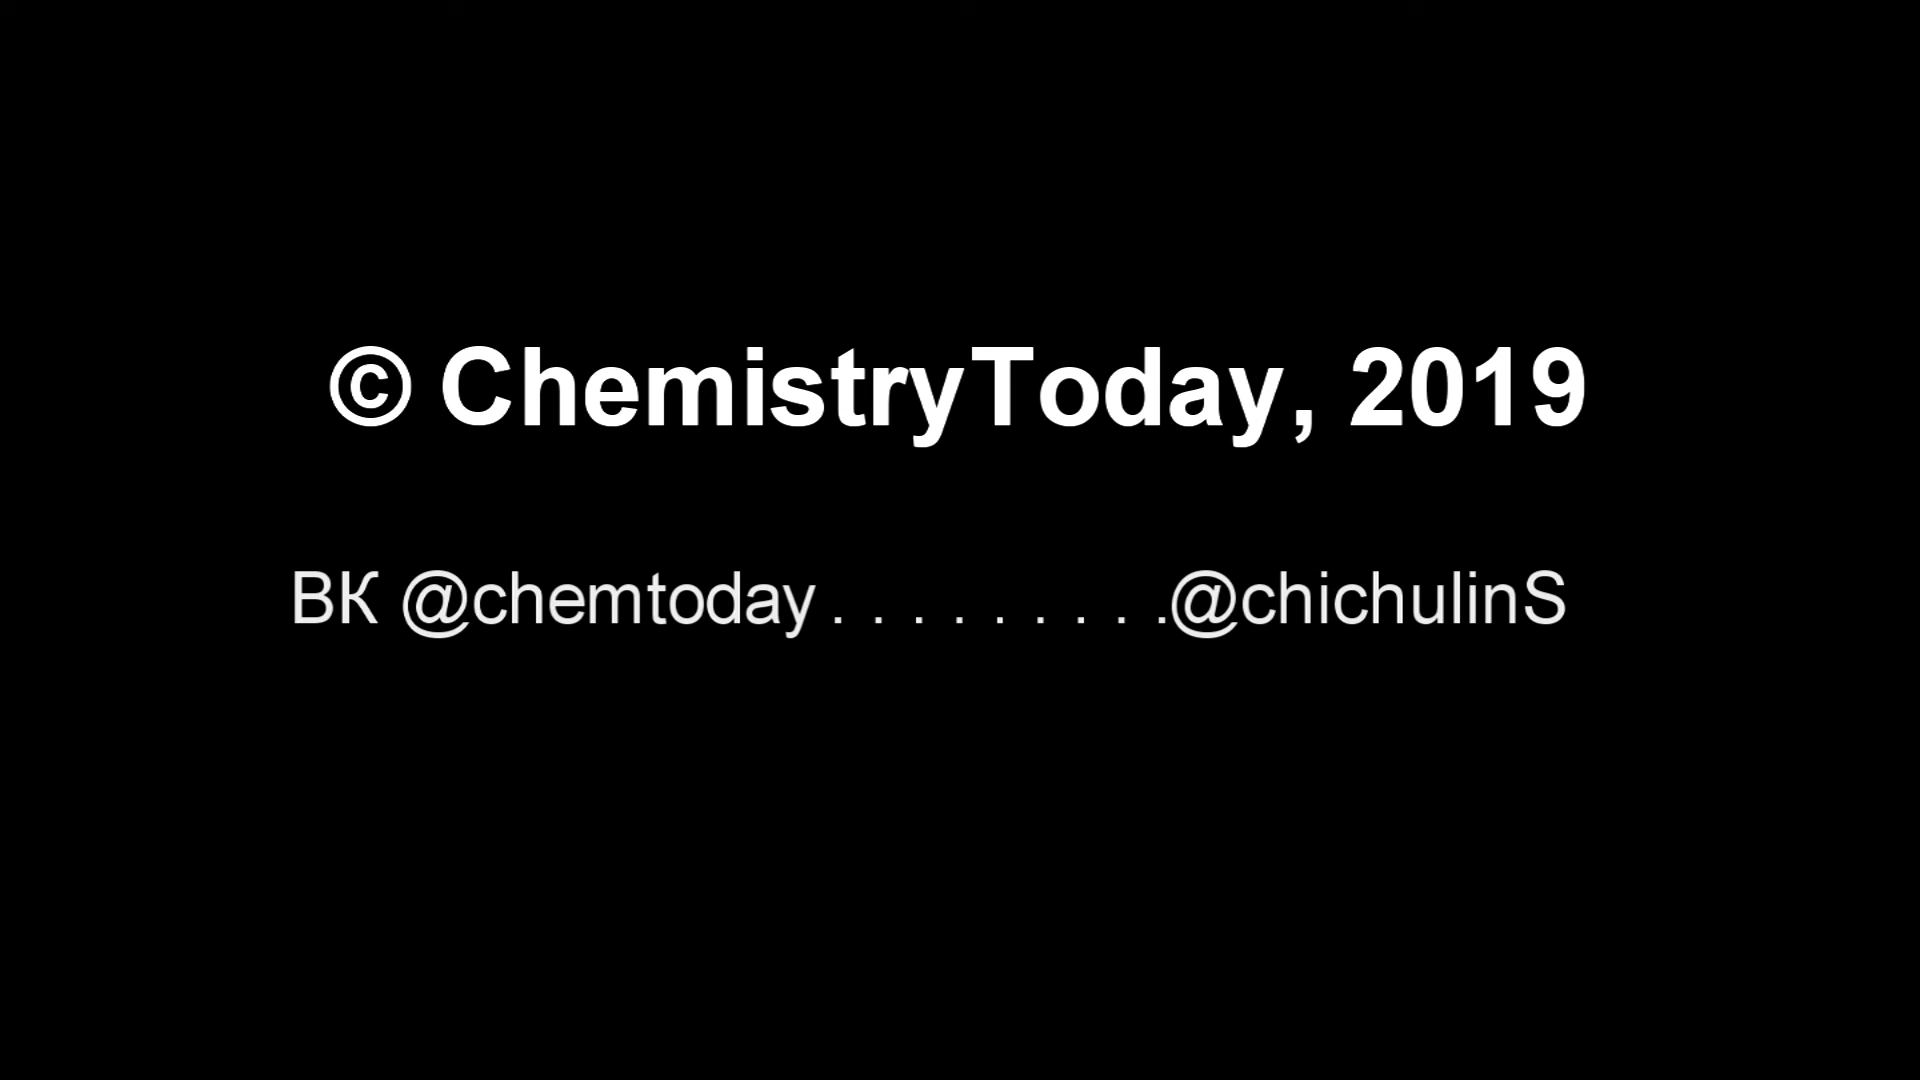 © ChemistryToday, 2019
ВК @chemtoday . . . . . . . . .@chichulinS